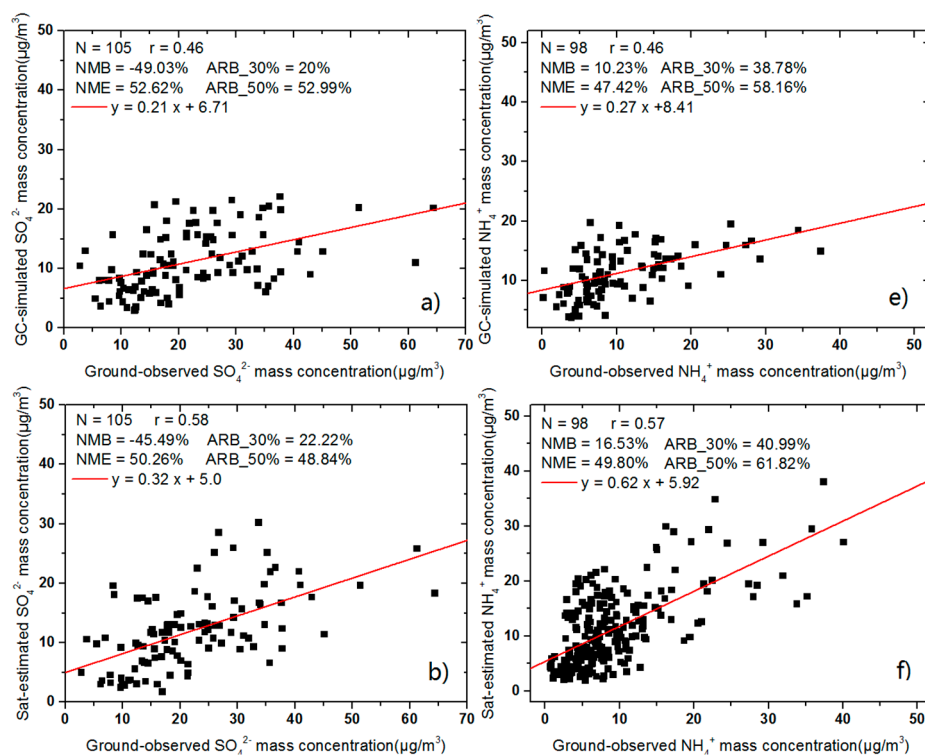 50
40
30
20
10
0
0 10 20 30 40 50 60 70
GC-simulated SO₄²⁻ mass concentration(μg/m³)
Ground-observed SO₄²⁻ mass concentration(μg/m³)
N = 105 r = 0.46
NMB = -49.03% ARB_30% = 20%
NME = 52.62% ARB_50% = 52.99%
y = 0.21 x + 6.71
a)
50
40
30
20
10
0 10 20 30 40 50
GC-simulated NH₄⁺ mass concentration(μg/m³)
Ground-observed NH₄⁺ mass concentration(μg/m³)
N = 98 r = 0.46
NMB = 10.23% ARB_30% = 38.78%
NME = 47.42% ARB_50% = 58.16%
y = 0.27 x +8.41
e)
50
40
30
20
10
0
0 10 20 30 40 50 60 70
Sat-estimated SO₄²⁻ mass concentration(μg/m³)
Ground-observed SO₄²⁻ mass concentration(μg/m³)
N = 105 r = 0.58
NMB = -45.49% ARB_30% = 22.22%
NME = 50.26% ARB_50% = 48.84%
y = 0.32 x + 5.0
b)
50
40
30
20
10
0
0 10 20 30 40 50
Sat-estimated NH₄⁺ mass concentration(μg/m³)
Ground-observed NH₄⁺ mass concentration(μg/m³)
N = 98 r = 0.57
NMB = 16.53% ARB_30% = 40.99%
NME = 49.80% ARB_50% = 61.82%
y = 0.62 x + 5.92
f)